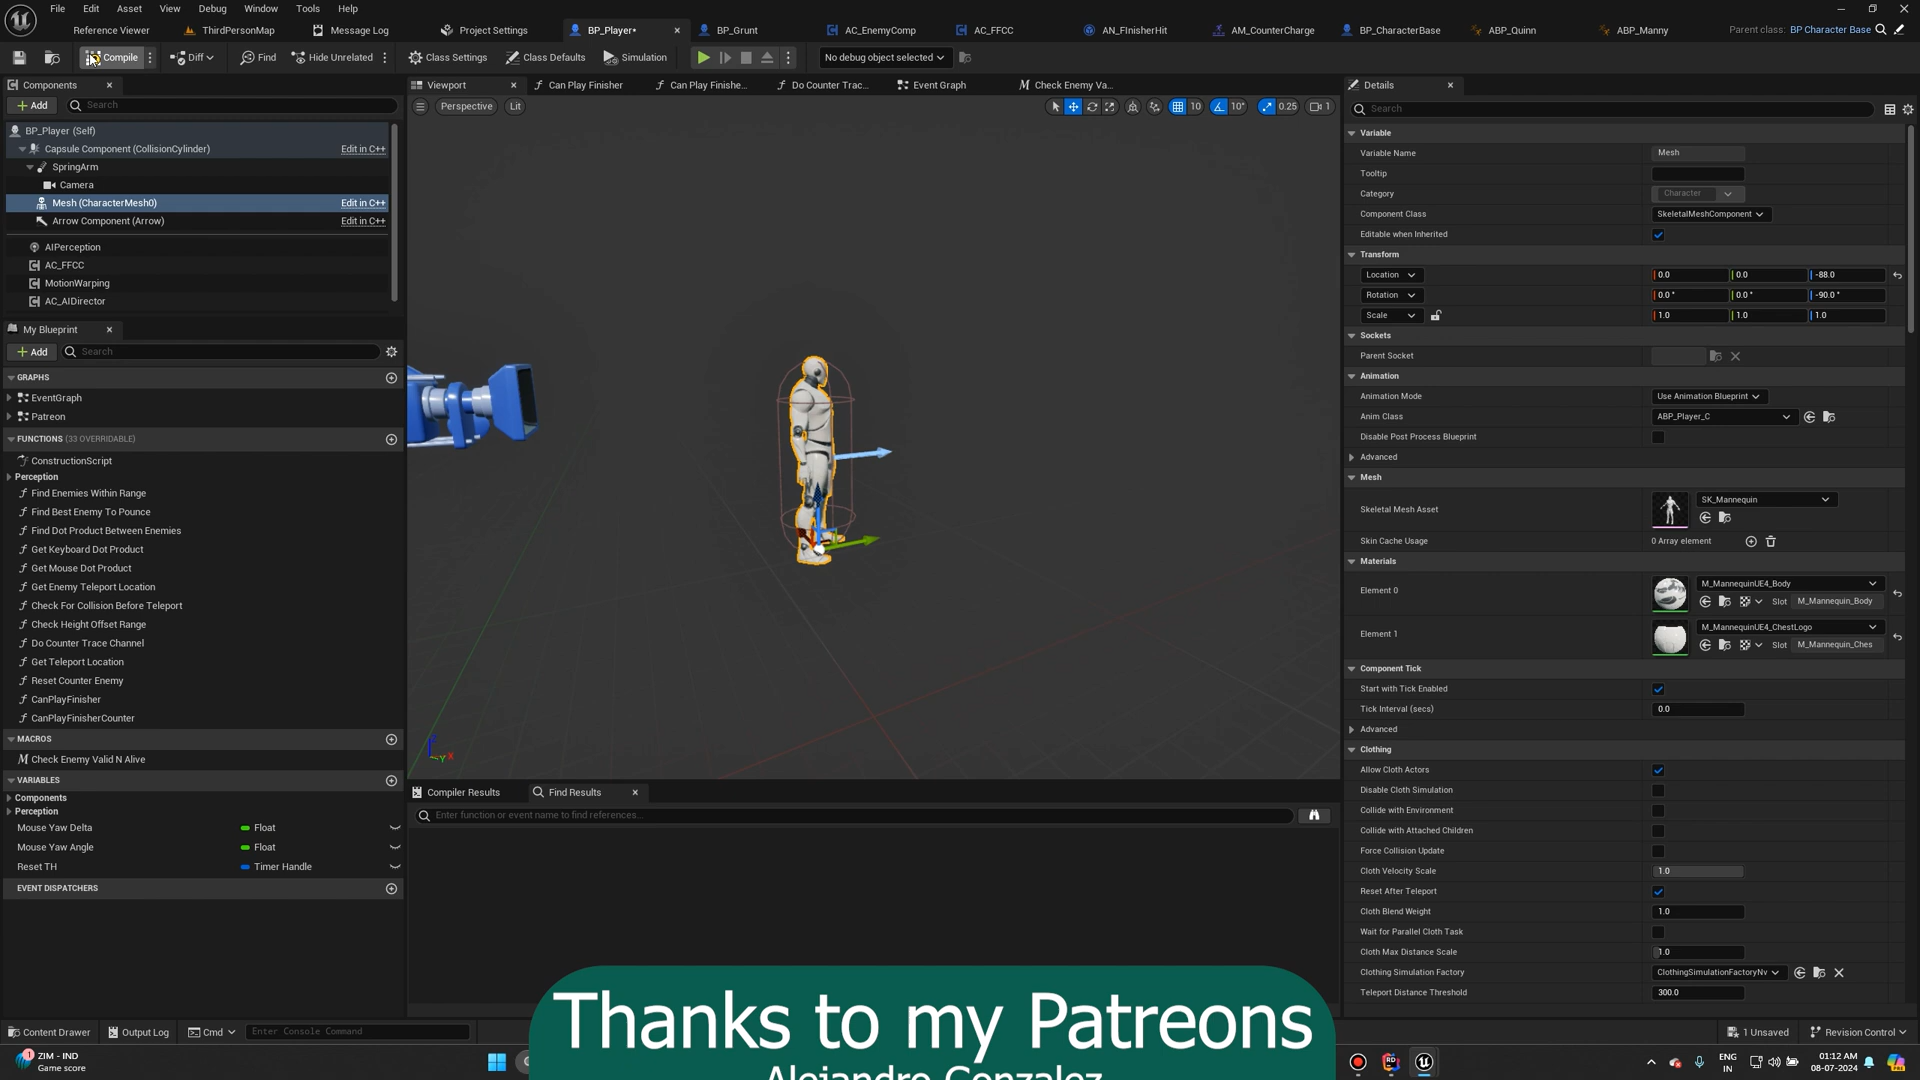 File Edit Asset View Debug Window Tools Help
Reference Viewer ThirdPersonMap Message Log Project Settings BP_Player• BP_Grunt AC_EnemyComp AC_FFCC AN_FInisherHit AM_CounterCharge BP_CharacterBase ABP_Quinn ABP_Manny Parent class: BP Character Base
Compile Diff Find Hide Unrelated Class Settings Class Defaults Simulation No debug object selected
Components
Add Search
BP_Player (Self)
Capsule Component (CollisionCylinder) Edit in C++
SpringArm
Camera
Mesh (CharacterMesh0) Edit in C++
Arrow Component (Arrow) Edit in C++
AIPerception
AC_FFCC
MotionWarping
AC_AIDirector
My Blueprint
Add Search
GRAPHS
EventGraph
Patreon
FUNCTIONS (33 OVERRIDABLE)
ConstructionScript
Perception
Find Enemies Within Range
Find Best Enemy To Pounce
Find Dot Product Between Enemies
Get Keyboard Dot Product
Get Mouse Dot Product
Get Enemy Teleport Location
Check For Collision Before Teleport
Check Height Offset Range
Do Counter Trace Channel
Get Teleport Location
Reset Counter Enemy
CanPlayFinisher
CanPlayFinisherCounter
MACROS
Check Enemy Valid N Alive
VARIABLES
Components
Perception
Mouse Yaw Delta Float
Mouse Yaw Angle Float
Reset TH Timer Handle
EVENT DISPATCHERS
Viewport Can Play Finisher Can Play Finishe... Do Counter Trac... Event Graph Check Enemy Va...
Perspective Lit 10 10° 0.25 1
Z Y X
Compiler Results Find Results
Enter function or event name to find references...
Details
Search
Variable
Variable Name Mesh
Tooltip
Category Character
Component Class SkeletalMeshComponent
Editable when Inherited
Transform
Location 0.0 0.0 -88.0
Rotation 0.0° 0.0° -90.0°
Scale 1.0 1.0 1.0
Sockets
Parent Socket
Animation
Animation Mode Use Animation Blueprint
Anim Class ABP_Player_C
Disable Post Process Blueprint
Advanced
Mesh
Skeletal Mesh Asset SK_Mannequin
Skin Cache Usage 0 Array element
Materials
Element 0 M_MannequinUE4_Body
Slot M_Mannequin_Body
Element 1 M_MannequinUE4_ChestLogo
Slot M_Mannequin_Ches
Component Tick
Start with Tick Enabled
Tick Interval (secs) 0.0
Advanced
Clothing
Allow Cloth Actors
Disable Cloth Simulation
Collide with Environment
Collide with Attached Children
Force Collision Update
Cloth Velocity Scale 1.0
Reset After Teleport
Cloth Blend Weight 1.0
Wait for Parallel Cloth Task
Cloth Max Distance Scale 1.0
Clothing Simulation Factory ClothingSimulationFactoryNv
Teleport Distance Threshold 300.0
Thanks to my Patreons
Alejandro Gonzalez
Content Drawer Output Log Cmd Enter Console Command 1 Unsaved Revision Control
1 ZIM - IND
Game score
ENG
IN
01:12 AM
08-07-2024